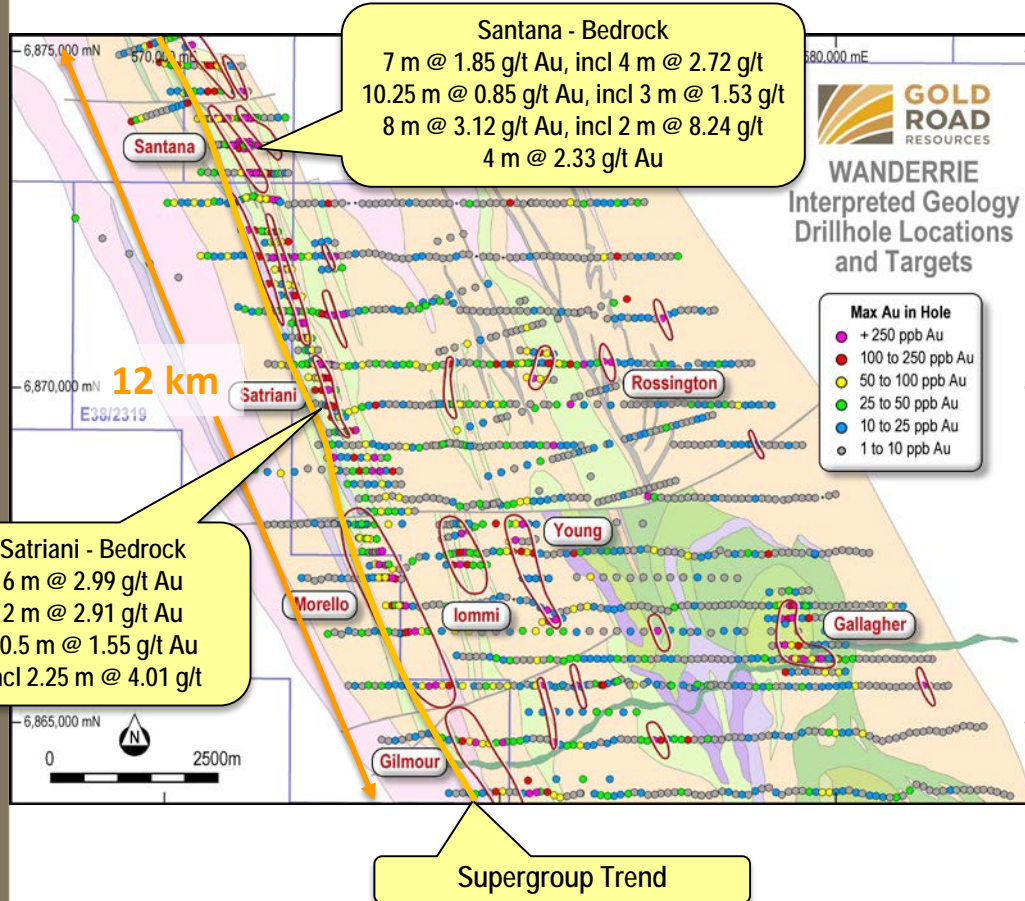 Santana - Bedrock
7 m @ 1.85 g/t Au, incl 4 m @ 2.72 g/t
10.25 m @ 0.85 g/t Au, incl 3 m @ 1.53 g/t
8 m @ 3.12 g/t Au, incl 2 m @ 8.24 g/t
4 m @ 2.33 g/t Au
6,875,000 mN
570,000 mE
580,000 mE
GOLD
ROAD
RESOURCES
WANDERRIE
Interpreted Geology
Drillhole Locations
and Targets
Max Au in Hole
+ 250 ppb Au
100 to 250 ppb Au
50 to 100 ppb Au
25 to 50 ppb Au
10 to 25 ppb Au
1 to 10 ppb Au
Santana
6,870,000 mN
12 km
E38/2319
Satriani
Rossington
Satriani - Bedrock
6 m @ 2.99 g/t Au
2 m @ 2.91 g/t Au
0.5 m @ 1.55 g/t Au
ncl 2.25 m @ 4.01 g/t
Young
Morello
Iommi
Gallagher
6,865,000 mN
N
0
2500m
Gilmour
Supergroup Trend